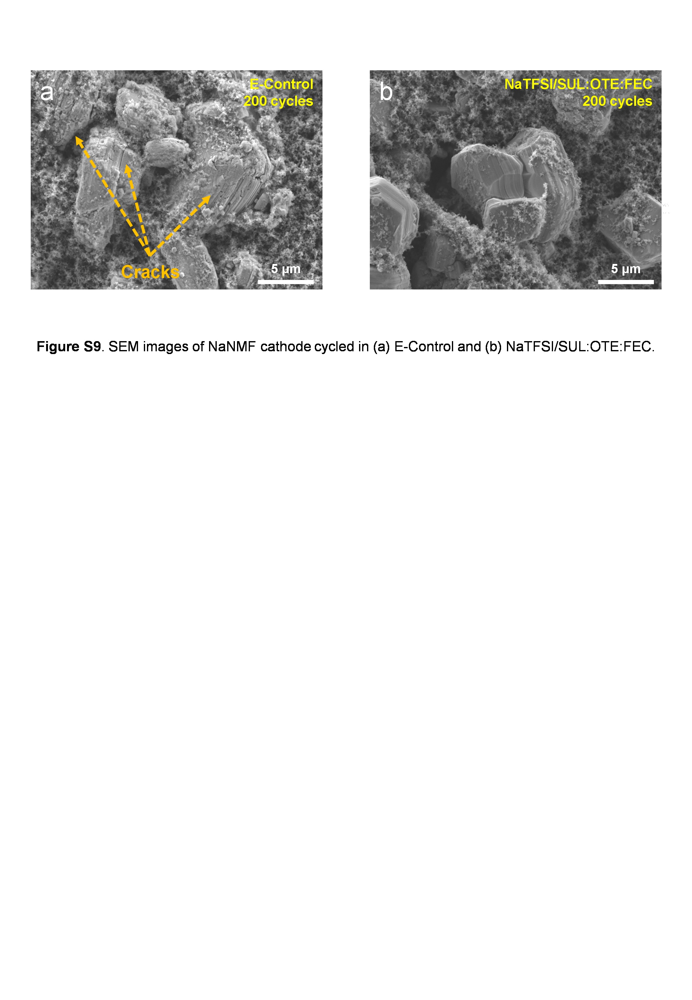 a
E-Control
200 cycles
Cracks
5 µm
b
NaTFSI/SUL:OTE:FEC
200 cycles
5 µm
Figure S9. SEM images of NaNMF cathode cycled in (a) E-Control and (b) NaTFSI/SUL:OTE:FEC.